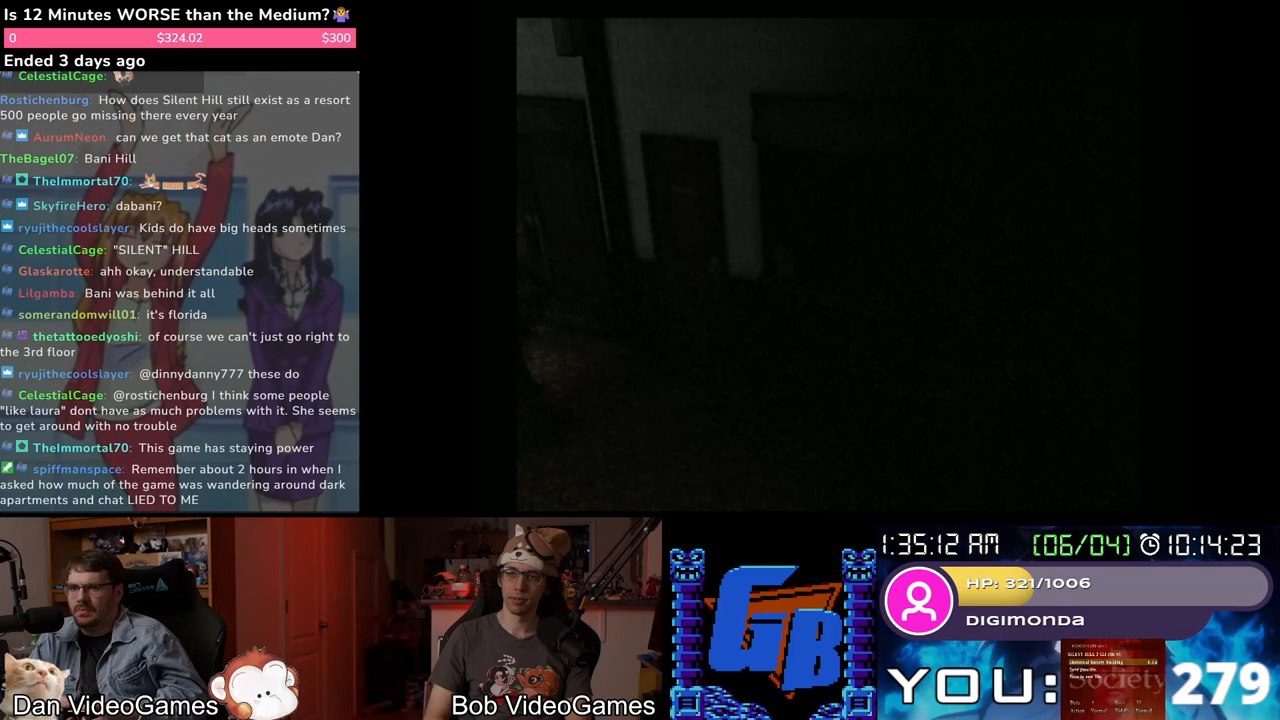 Is 12 Minutes WORSE than the Medium?🤷
0 $324.02 $300
Ended 3 days ago
CelestialCage:
Rostichenburg: How does Silent Hill still exist as a resort
500 people go missing there every year
AurumNeon: can we get that cat as an emote Dan?
TheBagel07: Bani Hill
TheImmortal70:
SkyfireHero: dabani?
ryujithecoolslayer: Kids do have big heads sometimes
CelestialCage: "SILENT" HILL
Glaskarotte: ahh okay, understandable
Lilgamba: Bani was behind it all
somerandomwill01: it's florida
thetattooedyoshi: of course we can't just go right to
the 3rd floor
ryujithecoolslayer: @dinnydanny777 these do
CelestialCage: @rostichenburg I think some people
"like laura" dont have as much problems with it. She seems
to get around with no trouble
TheImmortal70: This game has staying power
spiffmanspace: Remember about 2 hours in when I
asked how much of the game was wandering around dark
apartments and chat LIED TO ME
Dan VideoGames
Bob VideoGames
GB
1:35:12 AM [06/04] 10:14:23
HP: 321/1006
DIGIMONDA
YOU:
Society
279